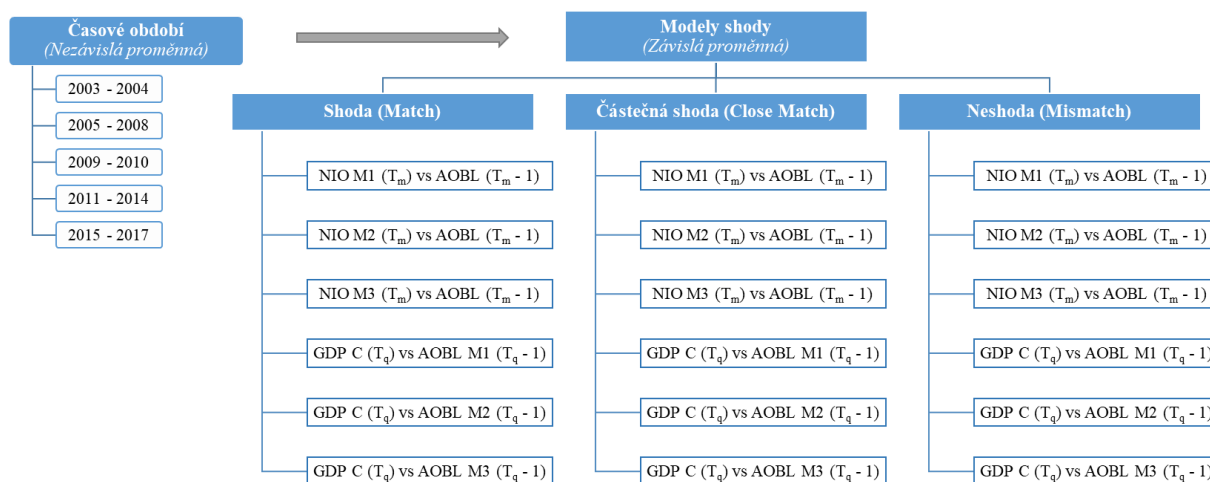 Časové období
(Nezávislá proměnná)
2003 - 2004
2005 - 2008
2009 - 2010
2011 - 2014
2015 - 2017
Modely shody
(Závislá proměnná)
Shoda (Match)
NIO M1 (Tm) vs AOBL (Tm - 1)
NIO M2 (Tm) vs AOBL (Tm - 1)
NIO M3 (Tm) vs AOBL (Tm - 1)
GDP C (Tq) vs AOBL M1 (Tq - 1)
GDP C (Tq) vs AOBL M2 (Tq - 1)
GDP C (Tq) vs AOBL M3 (Tq - 1)
Částečná shoda (Close Match)
NIO M1 (Tm) vs AOBL (Tm - 1)
NIO M2 (Tm) vs AOBL (Tm - 1)
NIO M3 (Tm) vs AOBL (Tm - 1)
GDP C (Tq) vs AOBL M1 (Tq - 1)
GDP C (Tq) vs AOBL M2 (Tq - 1)
GDP C (Tq) vs AOBL M3 (Tq - 1)
Neshoda (Mismatch)
NIO M1 (Tm) vs AOBL (Tm - 1)
NIO M2 (Tm) vs AOBL (Tm - 1)
NIO M3 (Tm) vs AOBL (Tm - 1)
GDP C (Tq) vs AOBL M1 (Tq - 1)
GDP C (Tq) vs AOBL M2 (Tq - 1)
GDP C (Tq) vs AOBL M3 (Tq - 1)